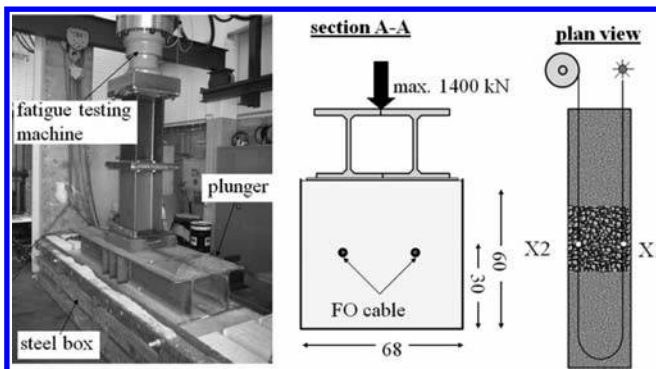 fatigue testing
machine
plunger
steel box
section A-A
max. 1400 kN
FO cable
30
60
68
plan view
X2
X